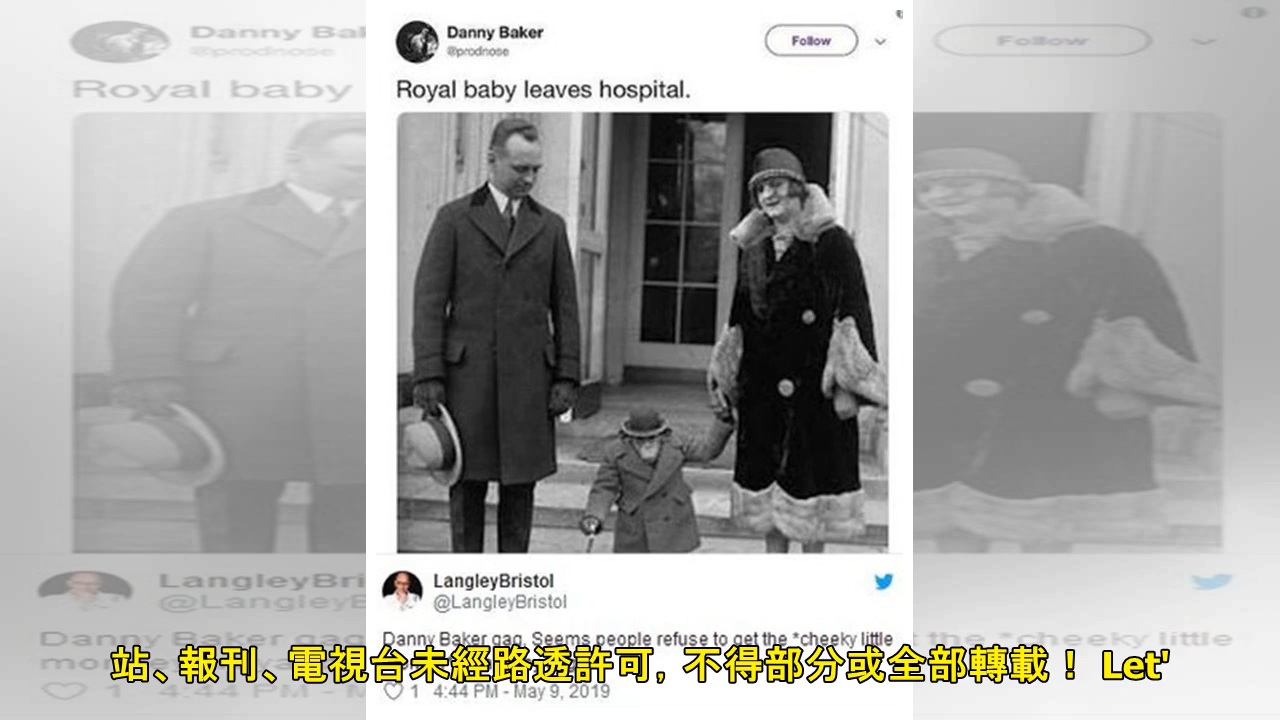 Danny Baker
@prodnose
Follow
Royal baby leaves hospital.
LangleyBristol
@LangleyBristol
Danny Baker gag. Seems people refuse to get the *cheeky little
站、報刊、電視台未經路透許可, 不得部分或全部轉載! Let'
1 4:44 PM - May 9, 2019